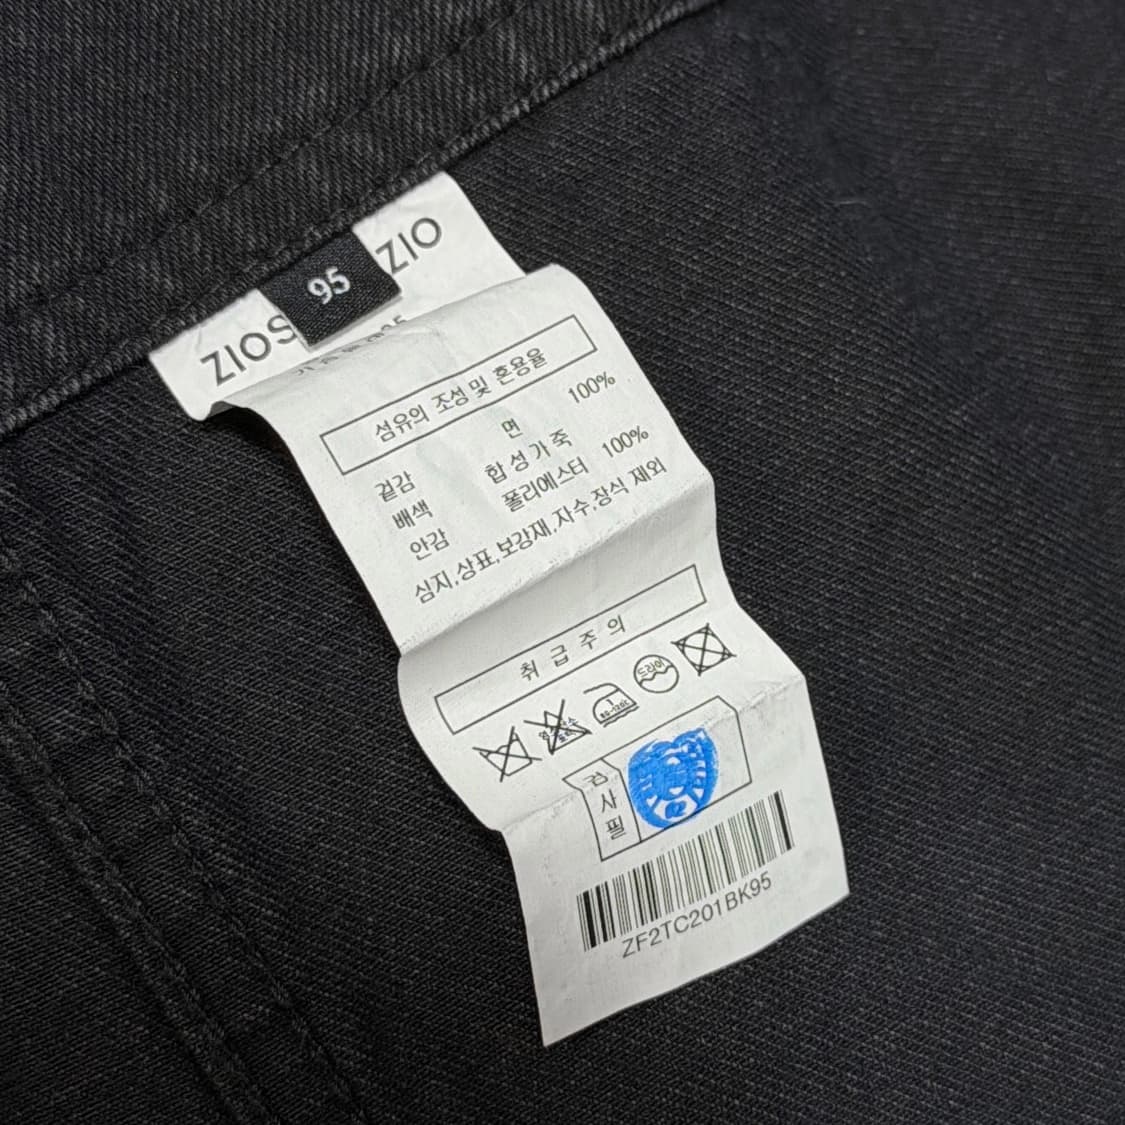 ZIO
95
ZIOS
섬유의 조성 및 혼용율
겉감 면 100%
배색 합성가죽
안감 폴리에스터 100%
심지,상표,보강재,자수,장식 제외
취급주의
드라이
검사필
ZF2TC201BK95